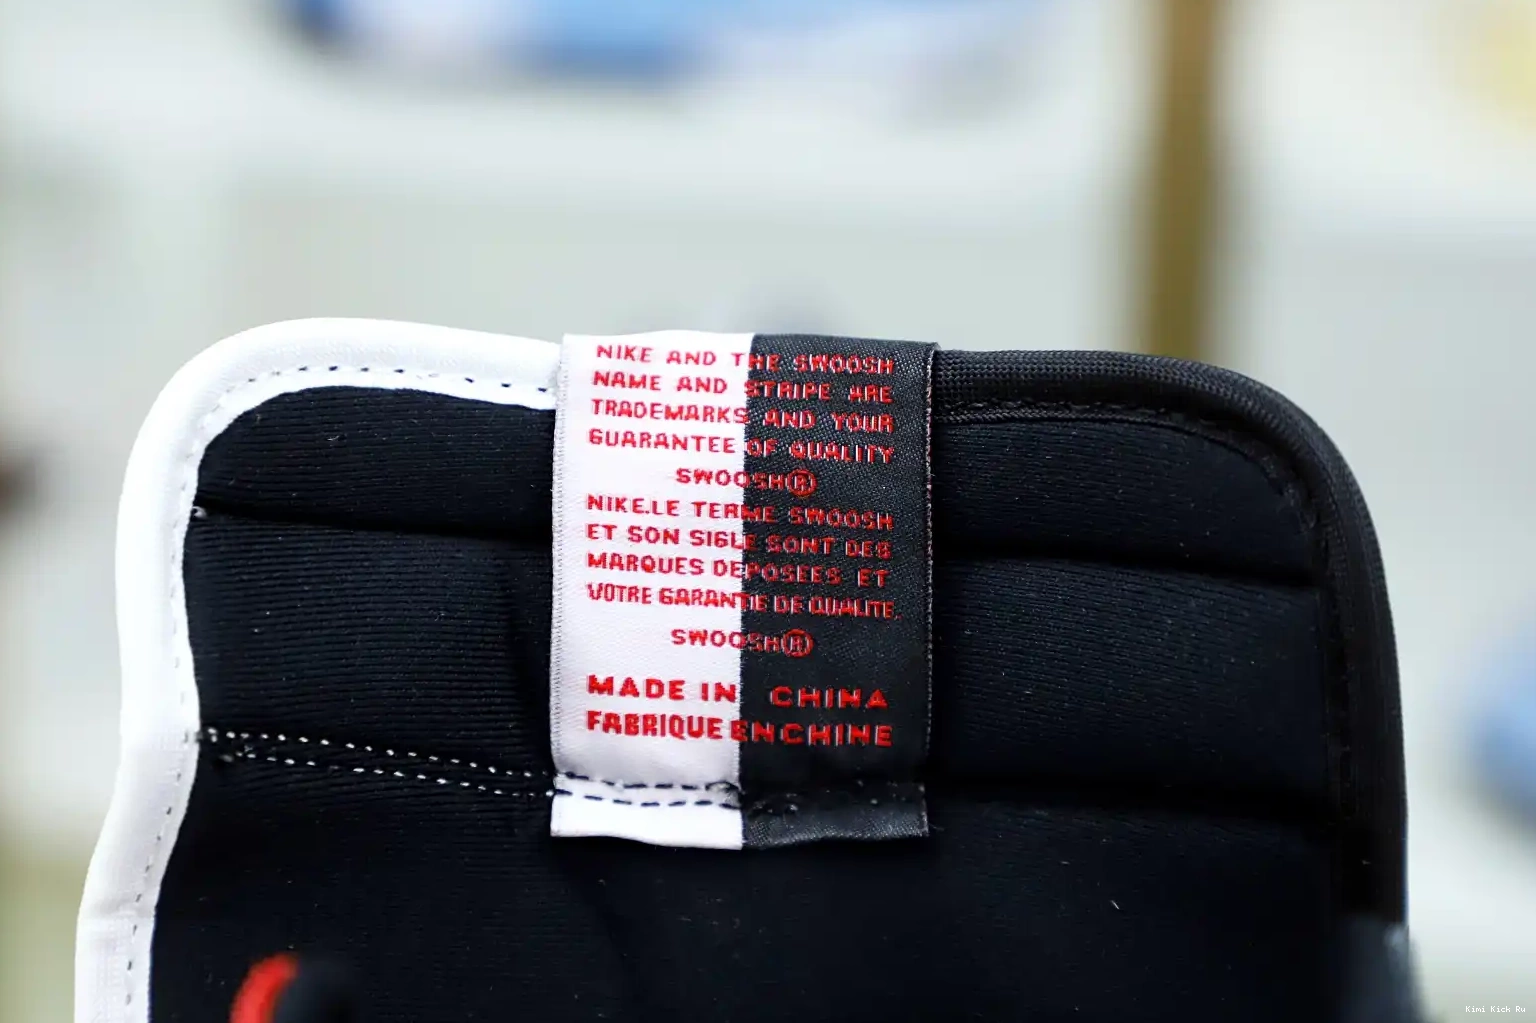 NIKE AND THE SWOOSH
NAME AND STRIPE ARE
TRADEMARKS AND YOUR
GUARANTEE OF QUALITY
SWOOSH®
NIKE.LE TERME SWOOSH
ET SON SIGLE SONT DES
MARQUES DEPOSEES ET
VOTRE GARANTIE DE QUALITE.
SWOOSH®
MADE IN CHINA
FABRIQUE EN CHINE
Kimi Kick Ru